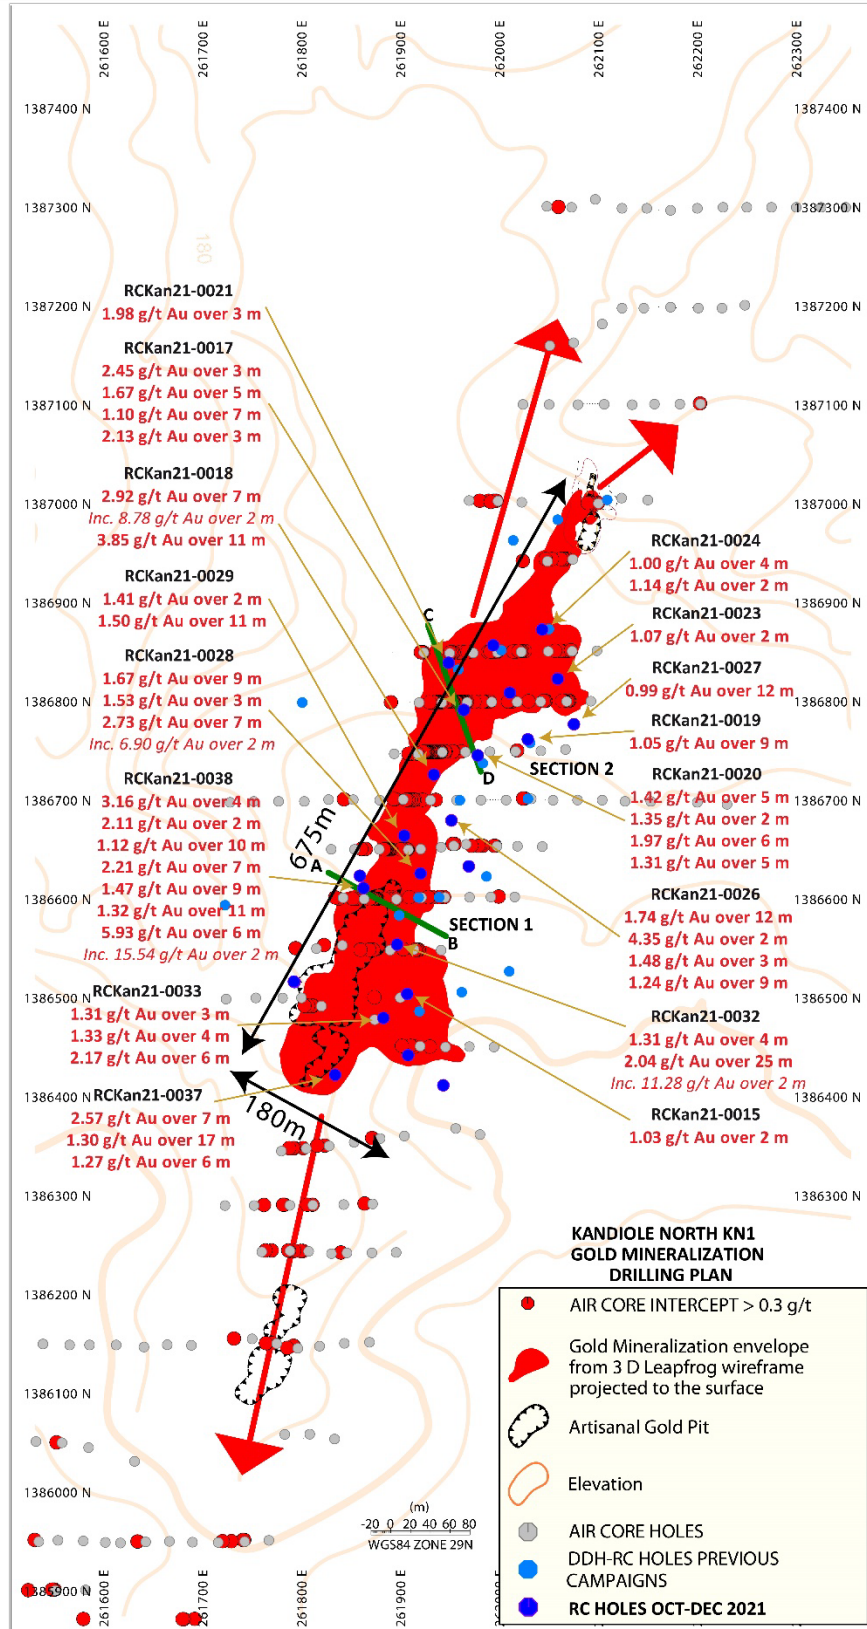 261600 E
261700 E
261800 E
261900 E
262000 E
262100 E
262200 E
262300 E
1387400 N
1387400 N
1387300 N
1387300 N
180
1387200 N
1387200 N
1387100 N
1387100 N
1387000 N
1387000 N
1386900 N
1386900 N
1386800 N
1386800 N
1386700 N
1386700 N
1386600 N
1386600 N
1386500 N
1386500 N
1386400 N
1386400 N
1386300 N
1386300 N
1386200 N
1386100 N
1386000 N
1385900 N
RCKan21-0021
1.98 g/t Au over 3 m
RCKan21-0017
2.45 g/t Au over 3 m
1.67 g/t Au over 5 m
1.10 g/t Au over 7 m
2.13 g/t Au over 3 m
RCKan21-0018
2.92 g/t Au over 7 m
Inc. 8.78 g/t Au over 2 m
3.85 g/t Au over 11 m
RCKan21-0029
1.41 g/t Au over 2 m
1.50 g/t Au over 11 m
RCKan21-0028
1.67 g/t Au over 9 m
1.53 g/t Au over 3 m
2.73 g/t Au over 7 m
Inc. 6.90 g/t Au over 2 m
RCKan21-0038
3.16 g/t Au over 4 m
2.11 g/t Au over 2 m
1.12 g/t Au over 10 m
2.21 g/t Au over 7 m
1.47 g/t Au over 9 m
1.32 g/t Au over 11 m
5.93 g/t Au over 6 m
Inc. 15.54 g/t Au over 2 m
RCKan21-0033
1.31 g/t Au over 3 m
1.33 g/t Au over 4 m
2.17 g/t Au over 6 m
RCKan21-0037
2.57 g/t Au over 7 m
1.30 g/t Au over 17 m
1.27 g/t Au over 6 m
C
D
SECTION 2
675m
A
SECTION 1
B
180m
RCKan21-0024
1.00 g/t Au over 4 m
1.14 g/t Au over 2 m
RCKan21-0023
1.07 g/t Au over 2 m
RCKan21-0027
0.99 g/t Au over 12 m
RCKan21-0019
1.05 g/t Au over 9 m
RCKan21-0020
1.42 g/t Au over 5 m
1.35 g/t Au over 2 m
1.97 g/t Au over 6 m
1.31 g/t Au over 5 m
RCKan21-0026
1.74 g/t Au over 12 m
4.35 g/t Au over 2 m
1.48 g/t Au over 3 m
1.24 g/t Au over 9 m
RCKan21-0032
1.31 g/t Au over 4 m
2.04 g/t Au over 25 m
Inc. 11.28 g/t Au over 2 m
RCKan21-0015
1.03 g/t Au over 2 m
KANDIOLE NORTH KN1
GOLD MINERALIZATION
DRILLING PLAN
AIR CORE INTERCEPT > 0.3 g/t
Gold Mineralization envelope
from 3 D Leapfrog wireframe
projected to the surface
Artisanal Gold Pit
Elevation
AIR CORE HOLES
DDH-RC HOLES PREVIOUS
CAMPAIGNS
RC HOLES OCT-DEC 2021
(m)
-20 0 20 40 60 80
WGS84 ZONE 29N
261600 E
261700 E
261800 E
261900 E